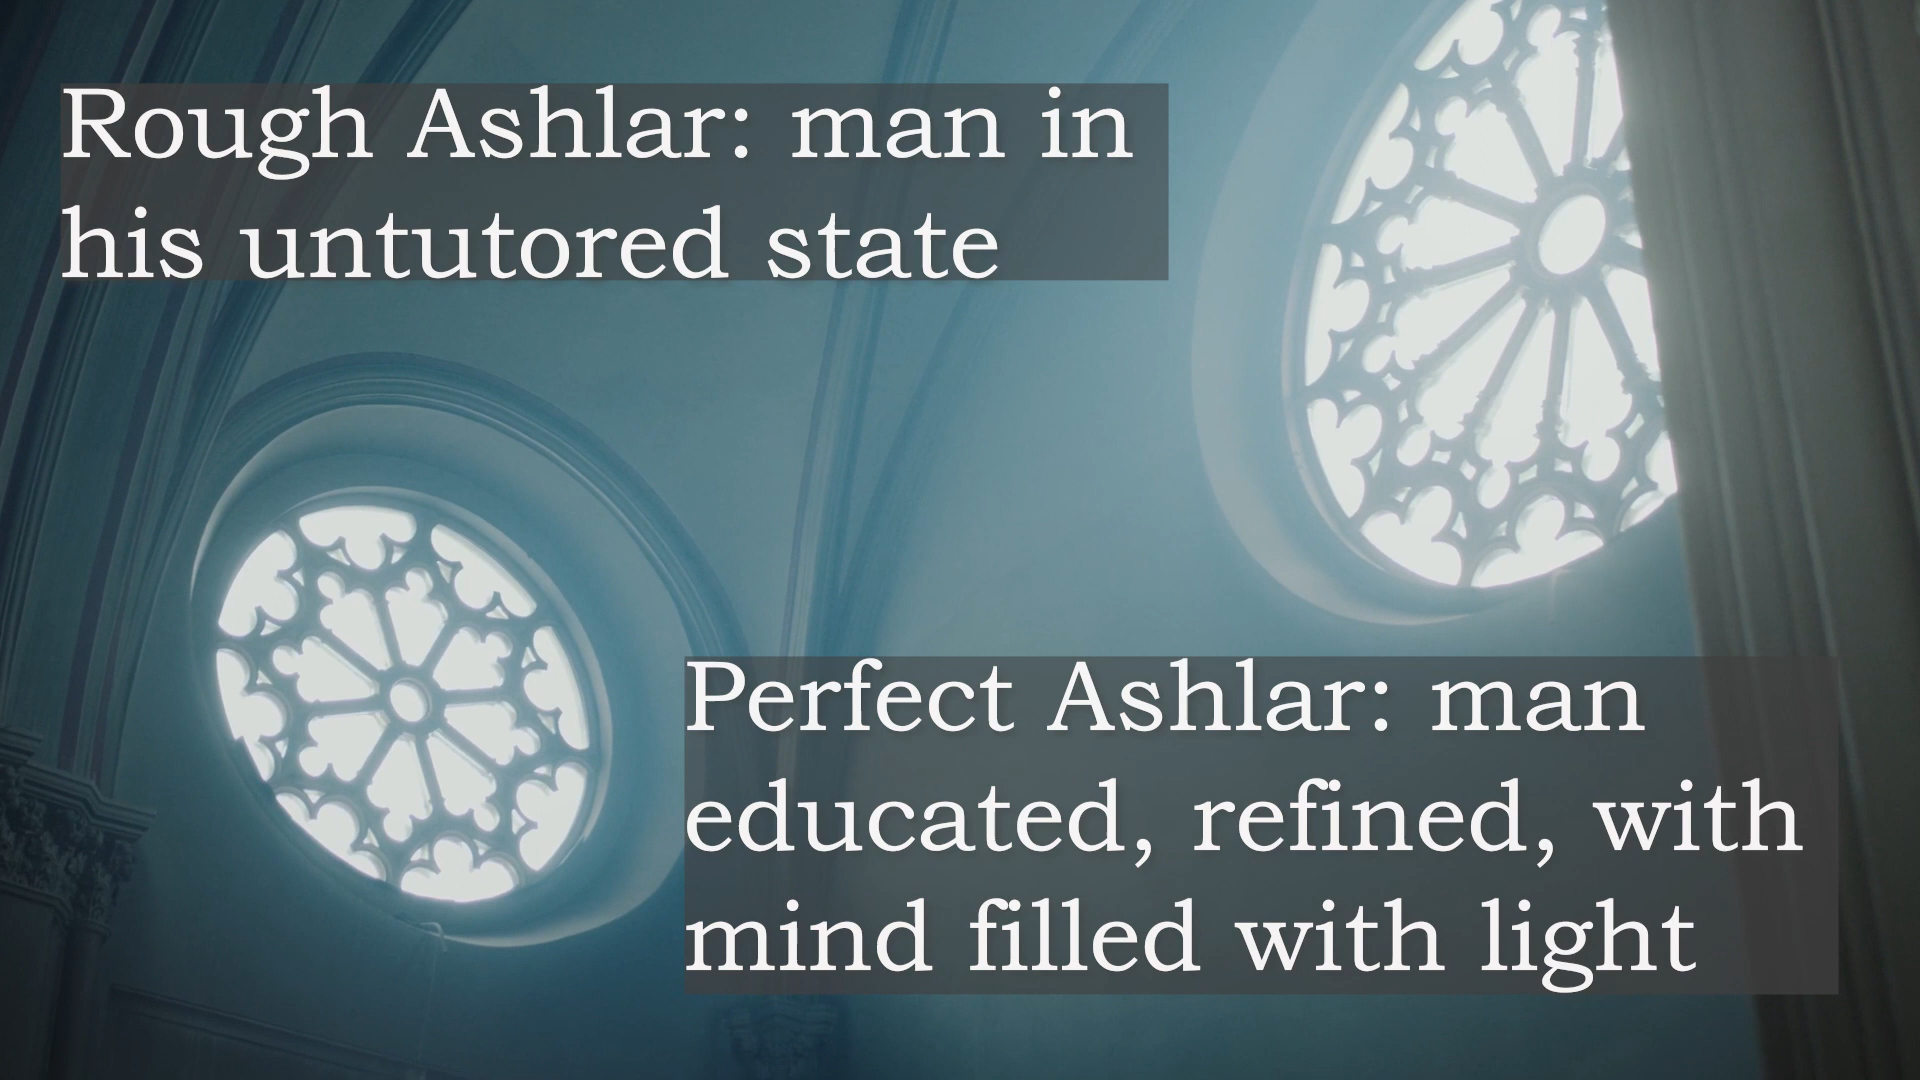 Rough Ashlar: man in
his untutored state
Perfect Ashlar: man
educated, refined, with
mind filled with light